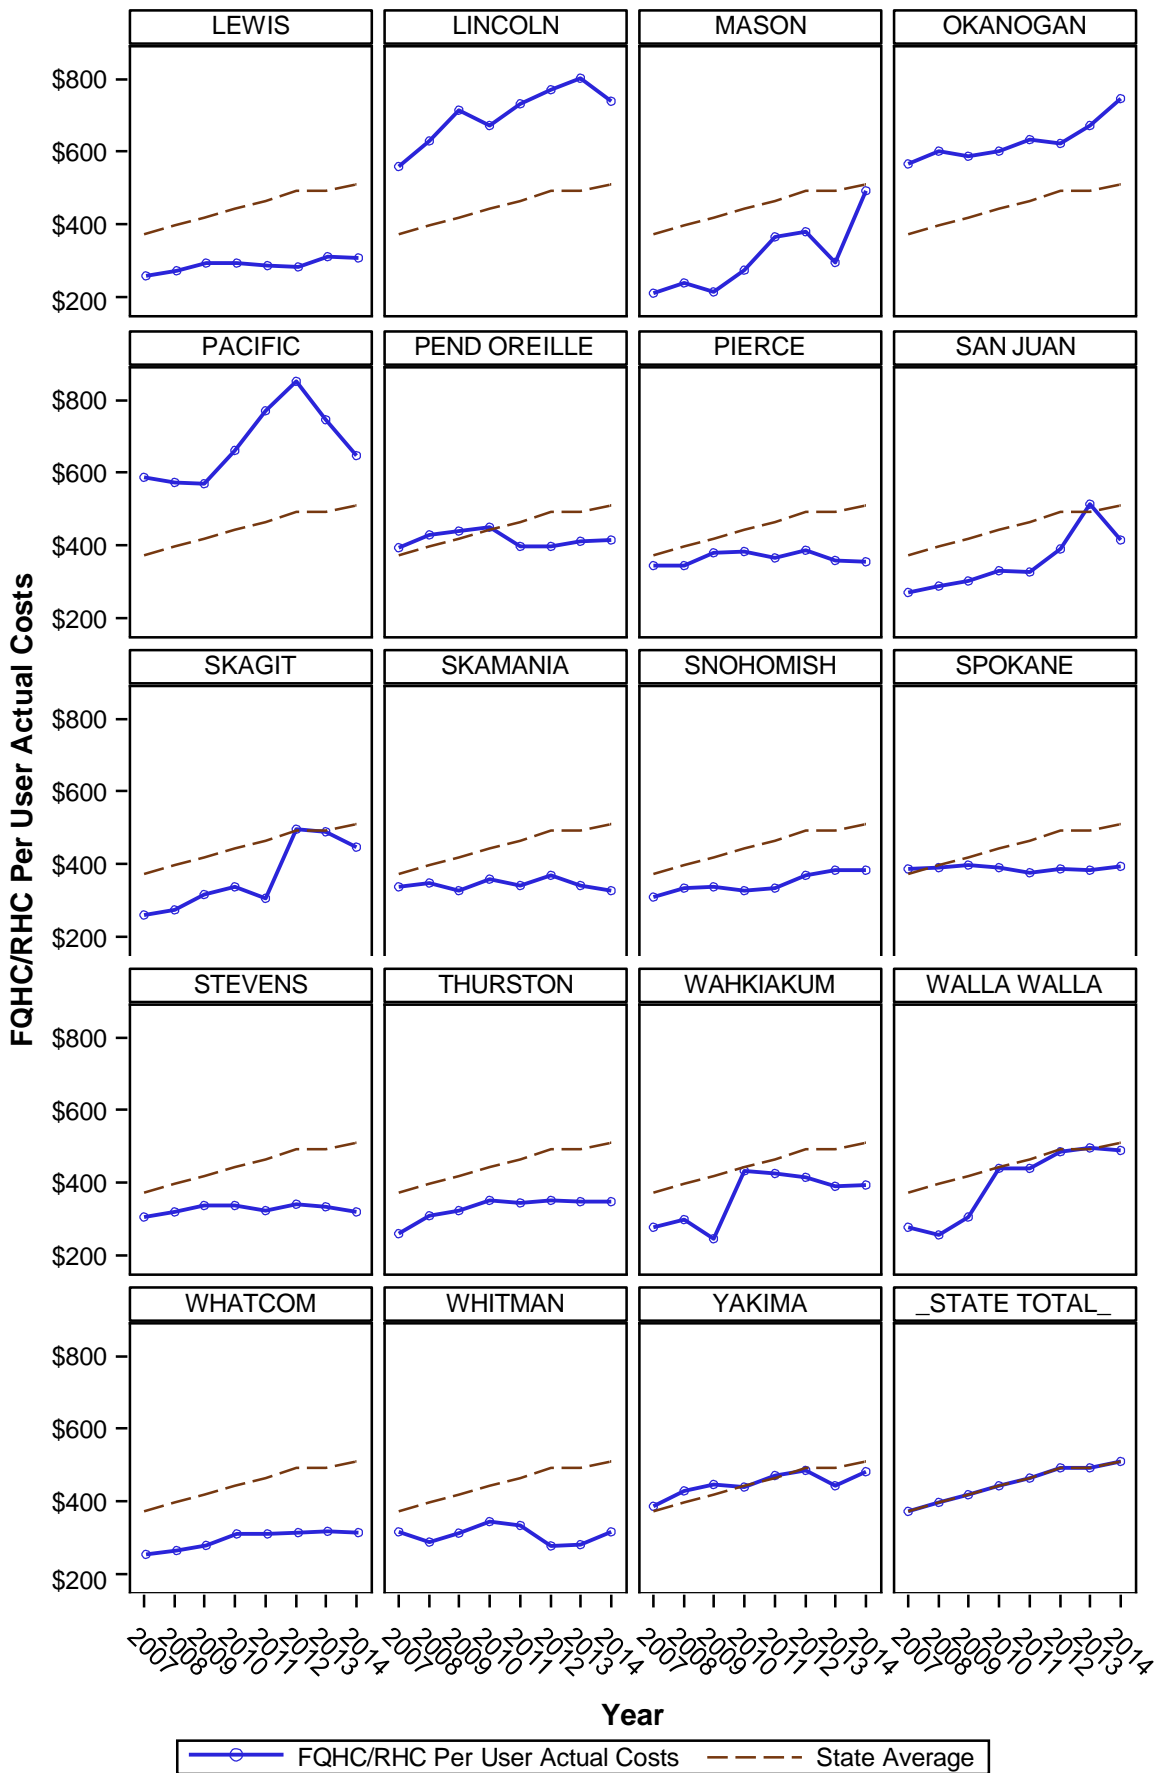 LEWIS LINCOLN MASON OKANOGAN
$800
$600
$400
$200
PACIFIC PEND OREILLE PIERCE SAN JUAN
$800
$600
$400
$200
SKAGIT SKAMANIA SNOHOMISH SPOKANE
$800
$600
$400
$200
STEVENS THURSTON WAHKIAKUM WALLA WALLA
$800
$600
$400
$200
WHATCOM WHITMAN YAKIMA _STATE TOTAL_
$800
$600
$400
$200
FQHC/RHC Per User Actual Costs
2007 2008 2009 2010 2011 2012 2013 2014 2007 2008 2009 2010 2011 2012 2013 2014 2007 2008 2009 2010 2011 2012 2013 2014 2007 2008 2009 2010 2011 2012 2013 2014
Year
FQHC/RHC Per User Actual Costs State Average